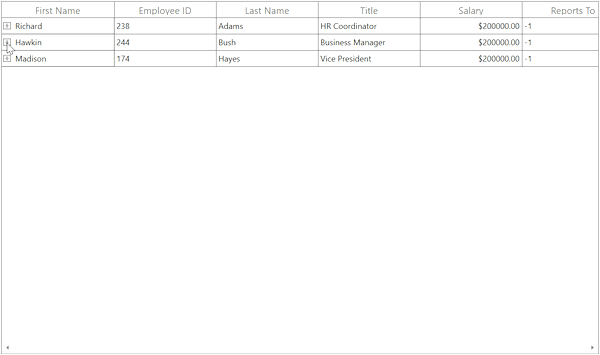 First Name Employee ID Last Name Title Salary Reports To
Richard 238 Adams HR Coordinator $200000.00 -1
Hawkin 244 Bush Business Manager $200000.00 -1
Madison 174 Hayes Vice President $200000.00 -1